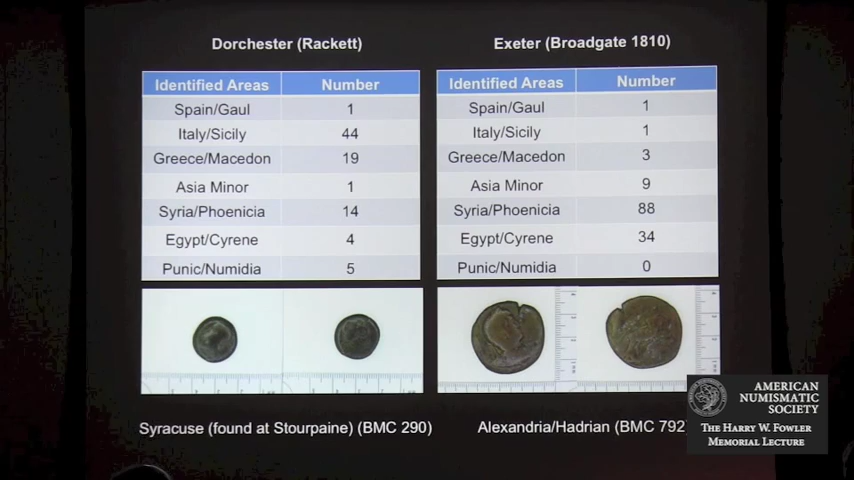 Dorchester (Rackett)
Identified Areas Number
Spain/Gaul 1
Italy/Sicily 44
Greece/Macedon 19
Asia Minor 1
Syria/Phoenicia 14
Egypt/Cyrene 4
Punic/Numidia 5
Syracuse (found at Stourpaine) (BMC 290)
Exeter (Broadgate 1810)
Identified Areas Number
Spain/Gaul 1
Italy/Sicily 1
Greece/Macedon 3
Asia Minor 9
Syria/Phoenicia 88
Egypt/Cyrene 34
Punic/Numidia 0
Alexandria/Hadrian (BMC 792
AMERICAN
NUMISMATIC
SOCIETY
THE HARRY W. FOWLER
MEMORIAL LECTURE